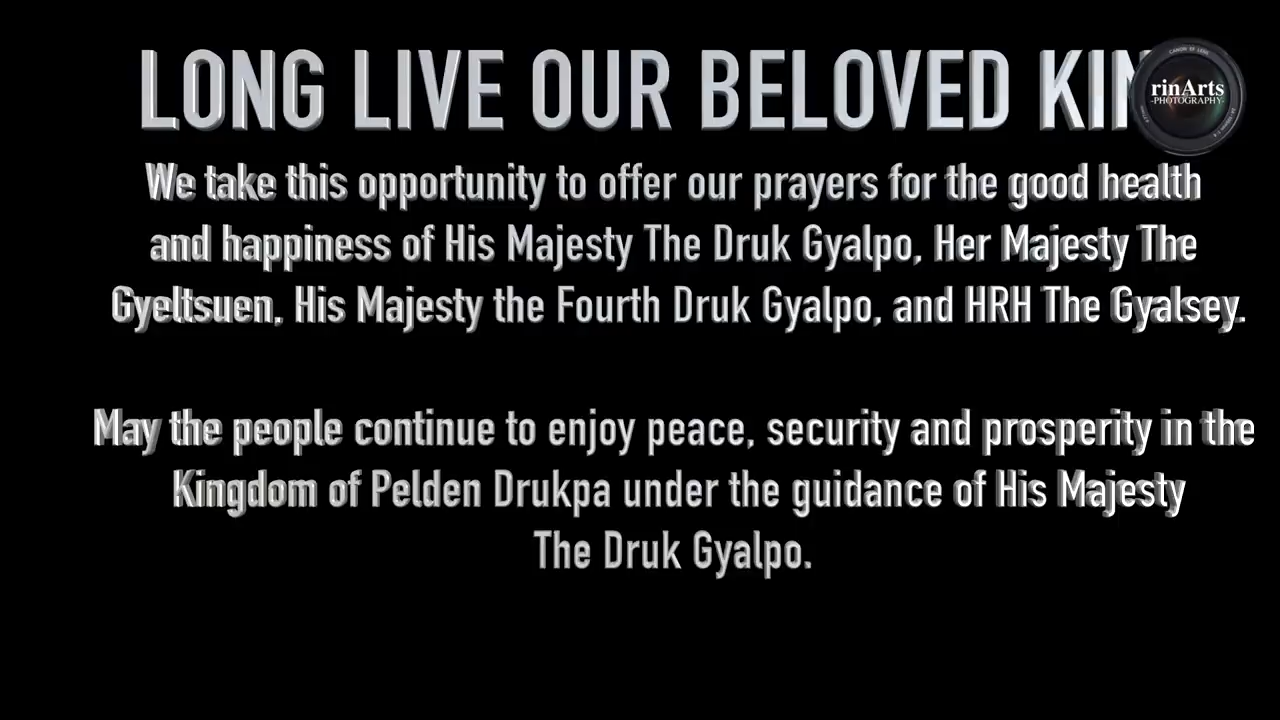 LONG LIVE OUR BELOVED KIN
rinArts
-PHOTOGRAPHY-
We take this opportunity to offer our prayers for the good health
and happiness of His Majesty The Druk Gyalpo, Her Majesty The
Gyeltsuen, His Majesty the Fourth Druk Gyalpo, and HRH The Gyalsey.
May the people continue to enjoy peace, security and prosperity in the
Kingdom of Pelden Drukpa under the guidance of His Majesty
The Druk Gyalpo.